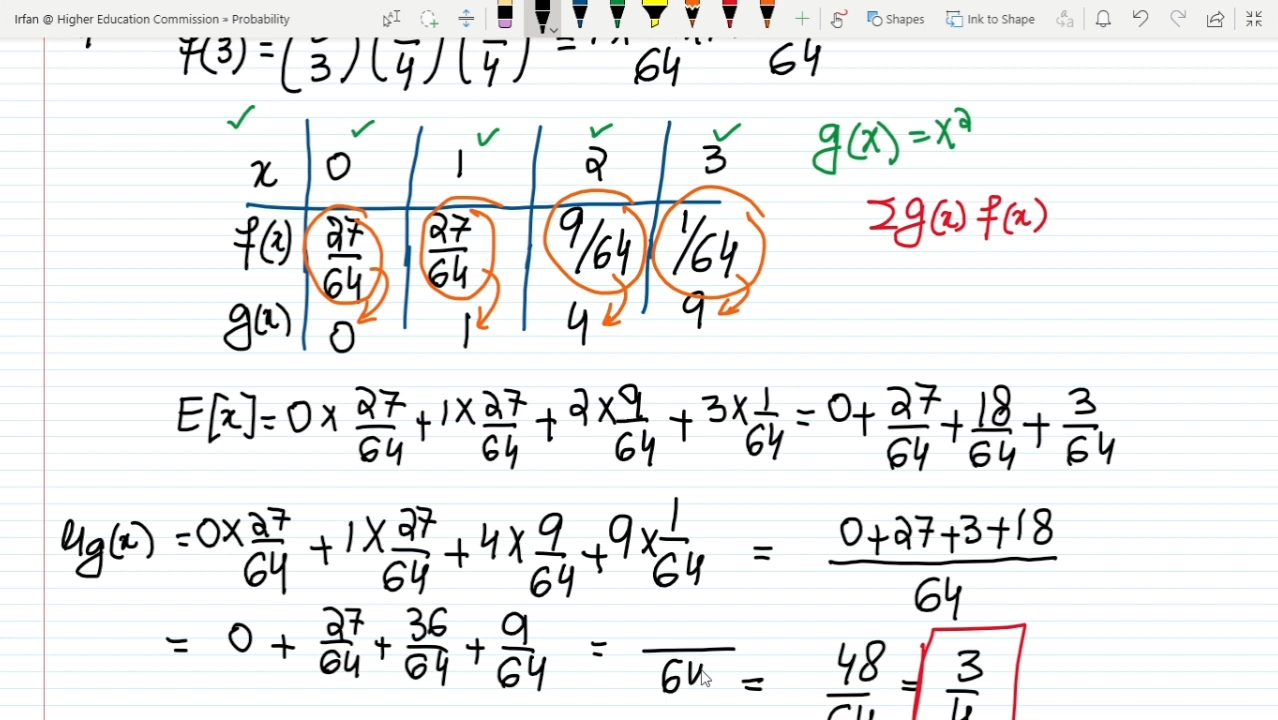 Irfan @ Higher Education Commission » Probability
Shapes
Ink to Shape
f(3) = (3) (4) (4) = 64 64
x 0 1 2 3
f(x) 27/64 27/64 9/64 1/64
g(x) 0 1 4 9
g(x) = x²
Σg(x) f(x)
E[x] = 0 × 27/64 + 1 × 27/64 + 2 × 9/64 + 3 × 1/64 = 0 + 27/64 + 18/64 + 3/64
μg(x) = 0 × 27/64 + 1 × 27/64 + 4 × 9/64 + 9 × 1/64
= 0+27+3+18 / 64
= 0 + 27/64 + 36/64 + 9/64 = /64
= 48/64 = 3/4